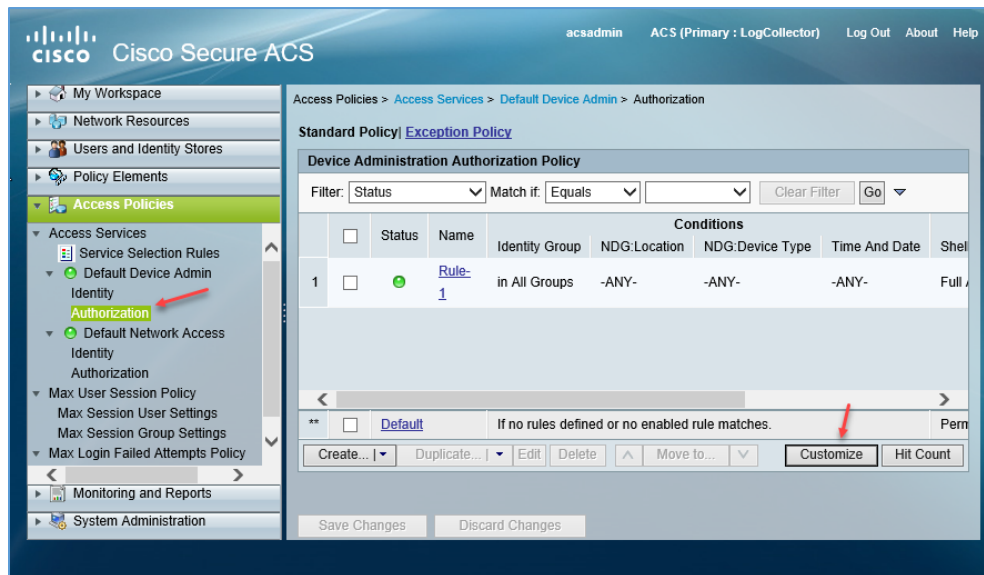 cisco Cisco Secure ACS
acsadmin ACS (Primary : LogCollector) Log Out About Help
My Workspace
Network Resources
Users and Identity Stores
Policy Elements
Access Policies
Access Services
Service Selection Rules
Default Device Admin
Identity
Authorization
Default Network Access
Identity
Authorization
Max User Session Policy
Max Session User Settings
Max Session Group Settings
Max Login Failed Attempts Policy
Monitoring and Reports
System Administration
Access Policies > Access Services > Default Device Admin > Authorization
Standard Policy| Exception Policy
Device Administration Authorization Policy
Filter: Status Match if: Equals Clear Filter Go
Conditions
Status Name Identity Group NDG:Location NDG:Device Type Time And Date Shel
1 Rule-1 in All Groups -ANY- -ANY- -ANY- Full
** Default If no rules defined or no enabled rule matches. Perm
Create... | Duplicate... | Edit Delete Move to... Customize Hit Count
Save Changes Discard Changes